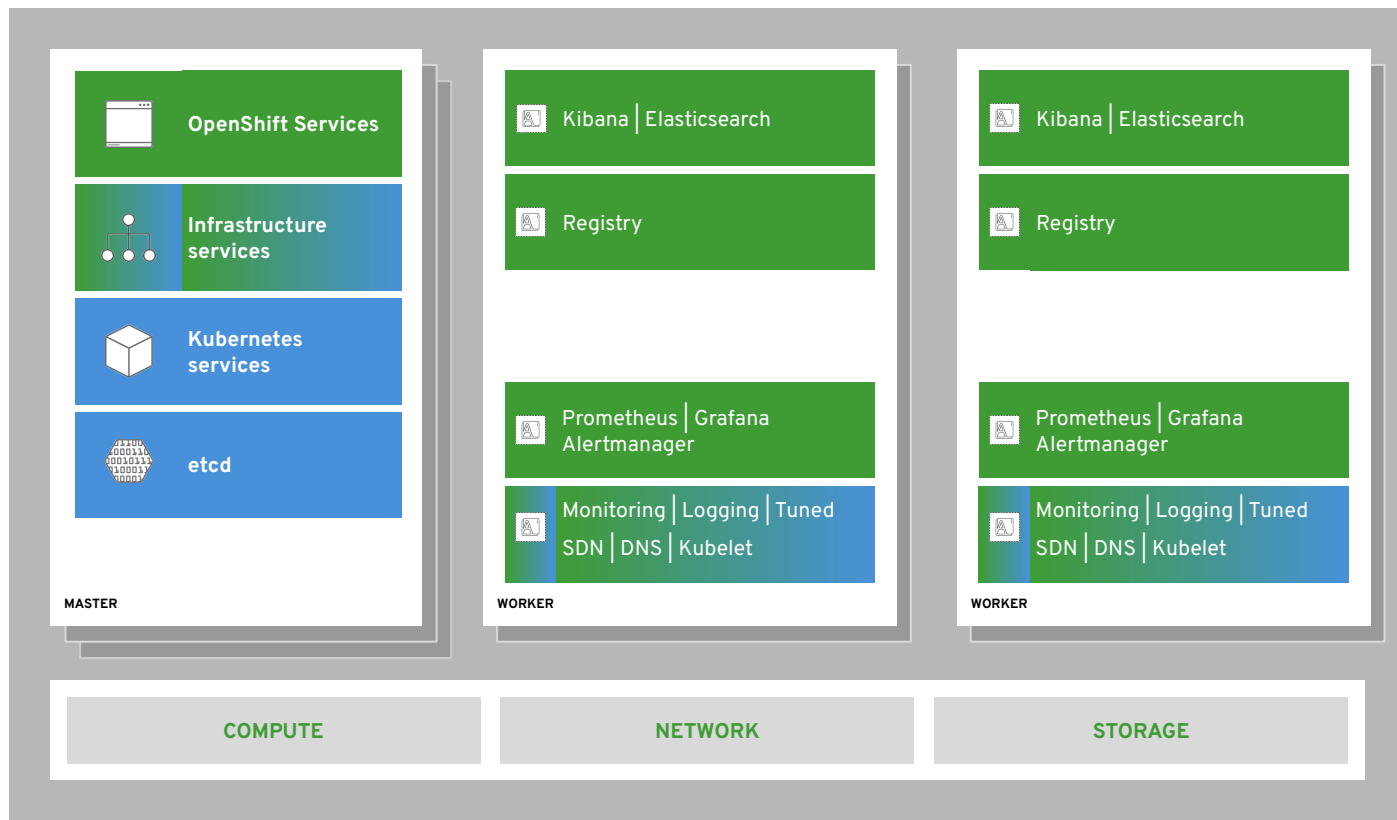 OpenShift Services
Infrastructure
services
Kubernetes
services
etcd
MASTER
Kibana | Elasticsearch
Registry
Prometheus | Grafana
Alertmanager
Monitoring | Logging | Tuned
SDN | DNS | Kubelet
WORKER
Kibana | Elasticsearch
Registry
Prometheus | Grafana
Alertmanager
Monitoring | Logging | Tuned
SDN | DNS | Kubelet
WORKER
COMPUTE
NETWORK
STORAGE